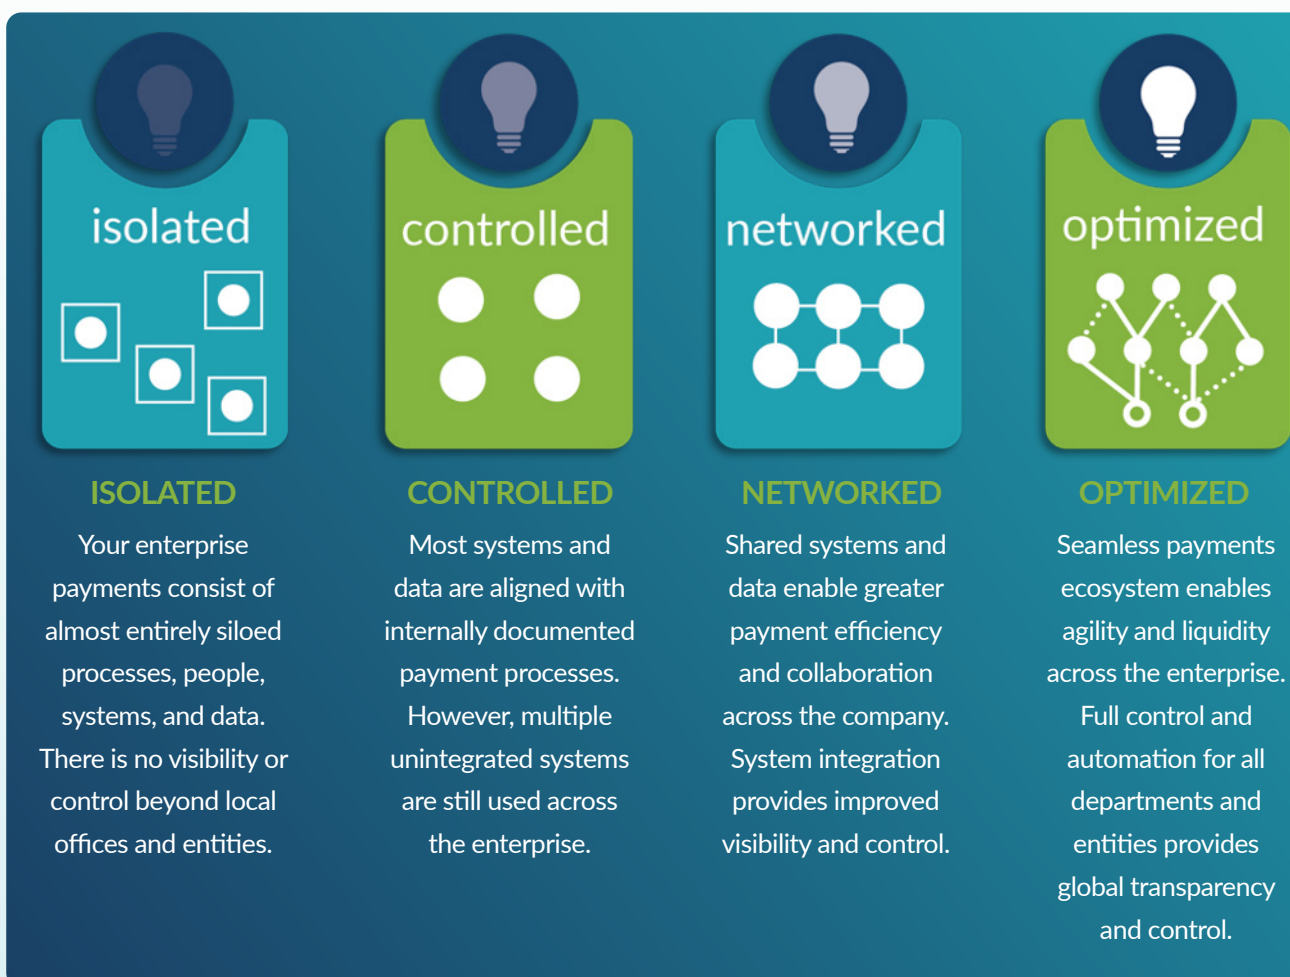 isolated
controlled
networked
optimized
ISOLATED
Your enterprise
payments consist of
almost entirely siloed
processes, people,
systems, and data.
There is no visibility or
control beyond local
offices and entities.
CONTROLLED
Most systems and
data are aligned with
internally documented
payment processes.
However, multiple
unintegrated systems
are still used across
the enterprise.
NETWORKED
Shared systems and
data enable greater
payment efficiency
and collaboration
across the company.
System integration
provides improved
visibility and control.
OPTIMIZED
Seamless payments
ecosystem enables
agility and liquidity
across the enterprise.
Full control and
automation for all
departments and
entities provides
global transparency
and control.